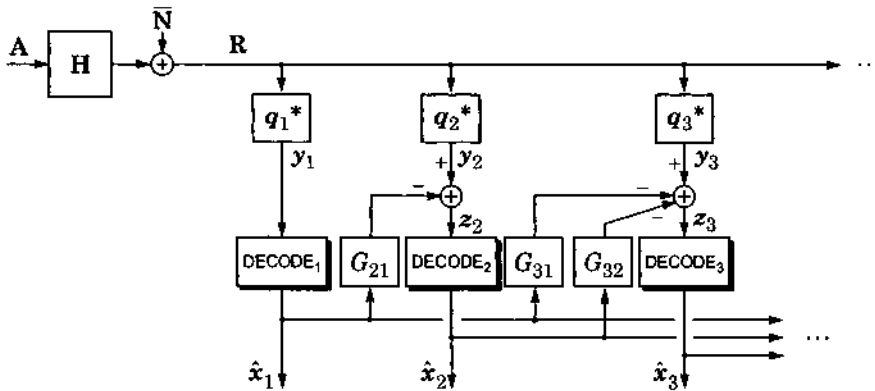 N̅
A
H
+
R
...
q₁*
q₂*
q₃*
y₁
+ y₂
+ y₃
− +
− +
−
z₂
z₃
DECODE₁
G₂₁
DECODE₂
G₃₁
G₃₂
DECODE₃
...
x̂₁
x̂₂
x̂₃